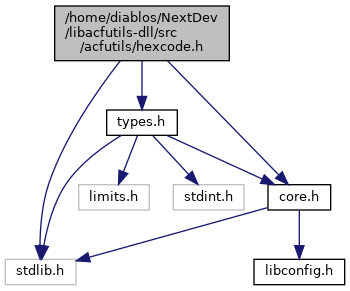 /home/diablos/NextDev
/libacfutils-dll/src
/acfutils/hexcode.h
types.h
limits.h
stdint.h
core.h
stdlib.h
libconfig.h